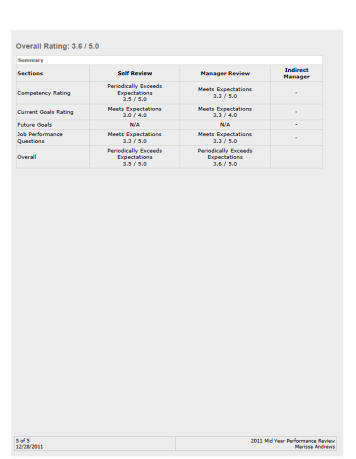 Overall Rating: 3.6 / 5.0
Summary
Sections Self Review Manager Review Indirect Manager
Competency Rating Periodically Exceeds Expectations 3.5 / 5.0 Meets Expectations 3.3 / 5.0 -
Current Goals Rating Meets Expectations 3.0 / 4.0 Meets Expectations 3.3 / 4.0 -
Future Goals N/A N/A -
Job Performance Questions Meets Expectations 3.3 / 5.0 Meets Expectations 3.3 / 5.0 -
Overall Periodically Exceeds Expectations 3.5 / 5.0 Periodically Exceeds Expectations 3.6 / 5.0
5 of 5 2011 Mid Year Performance Review
12/28/2011 Marissa Andrews